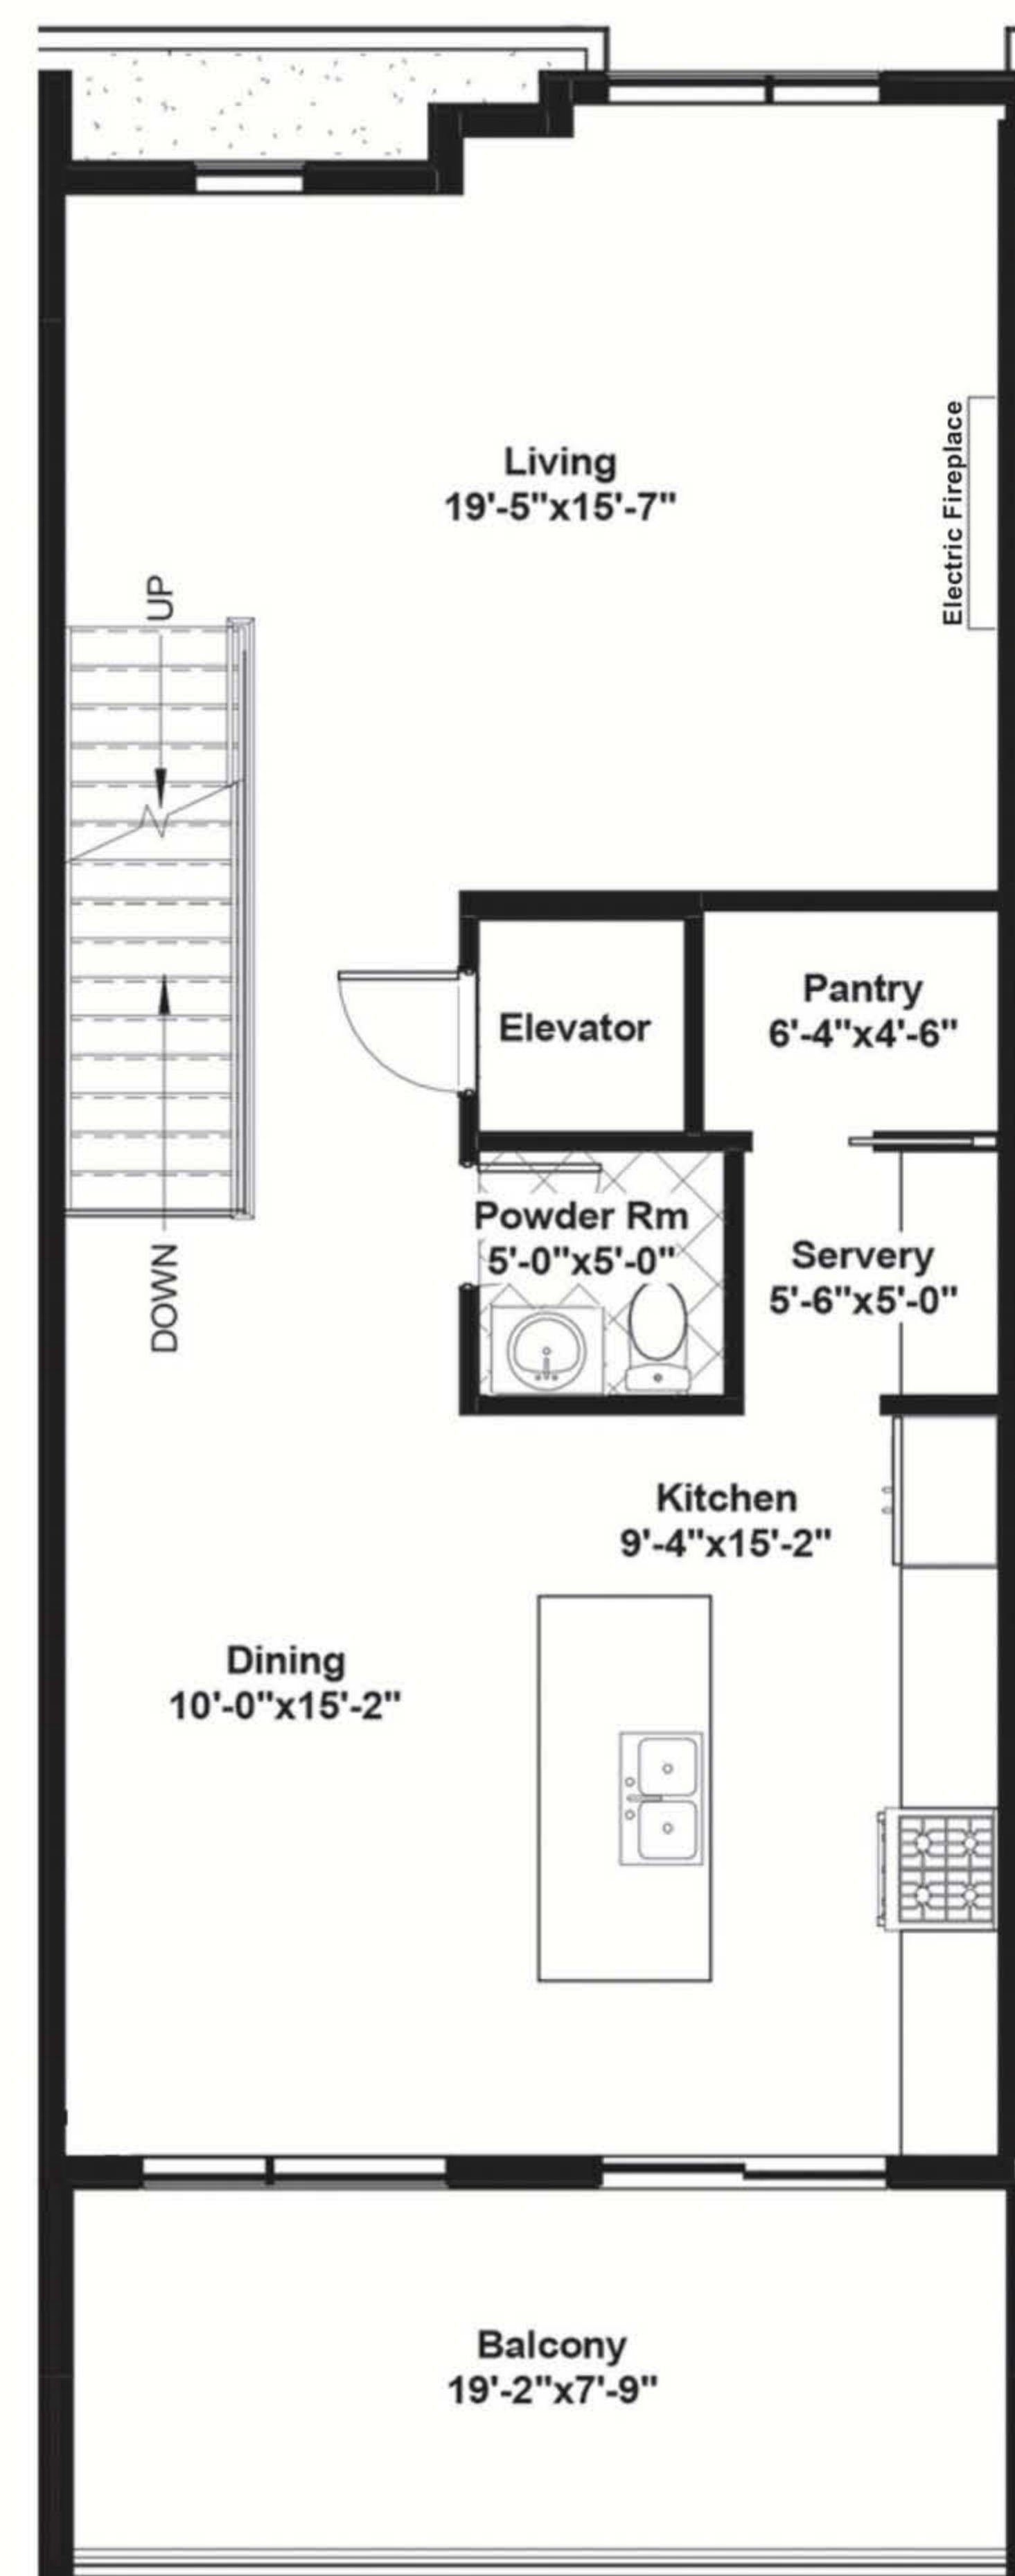 Living
19'-5"x15'-7"
Electric Fireplace
UP
Elevator
Pantry
6'-4"x4'-6"
Powder Rm
5'-0"x5'-0"
Servery
5'-6"x5'-0"
DOWN
Kitchen
9'-4"x15'-2"
Dining
10'-0"x15'-2"
Balcony
19'-2"x7'-9"